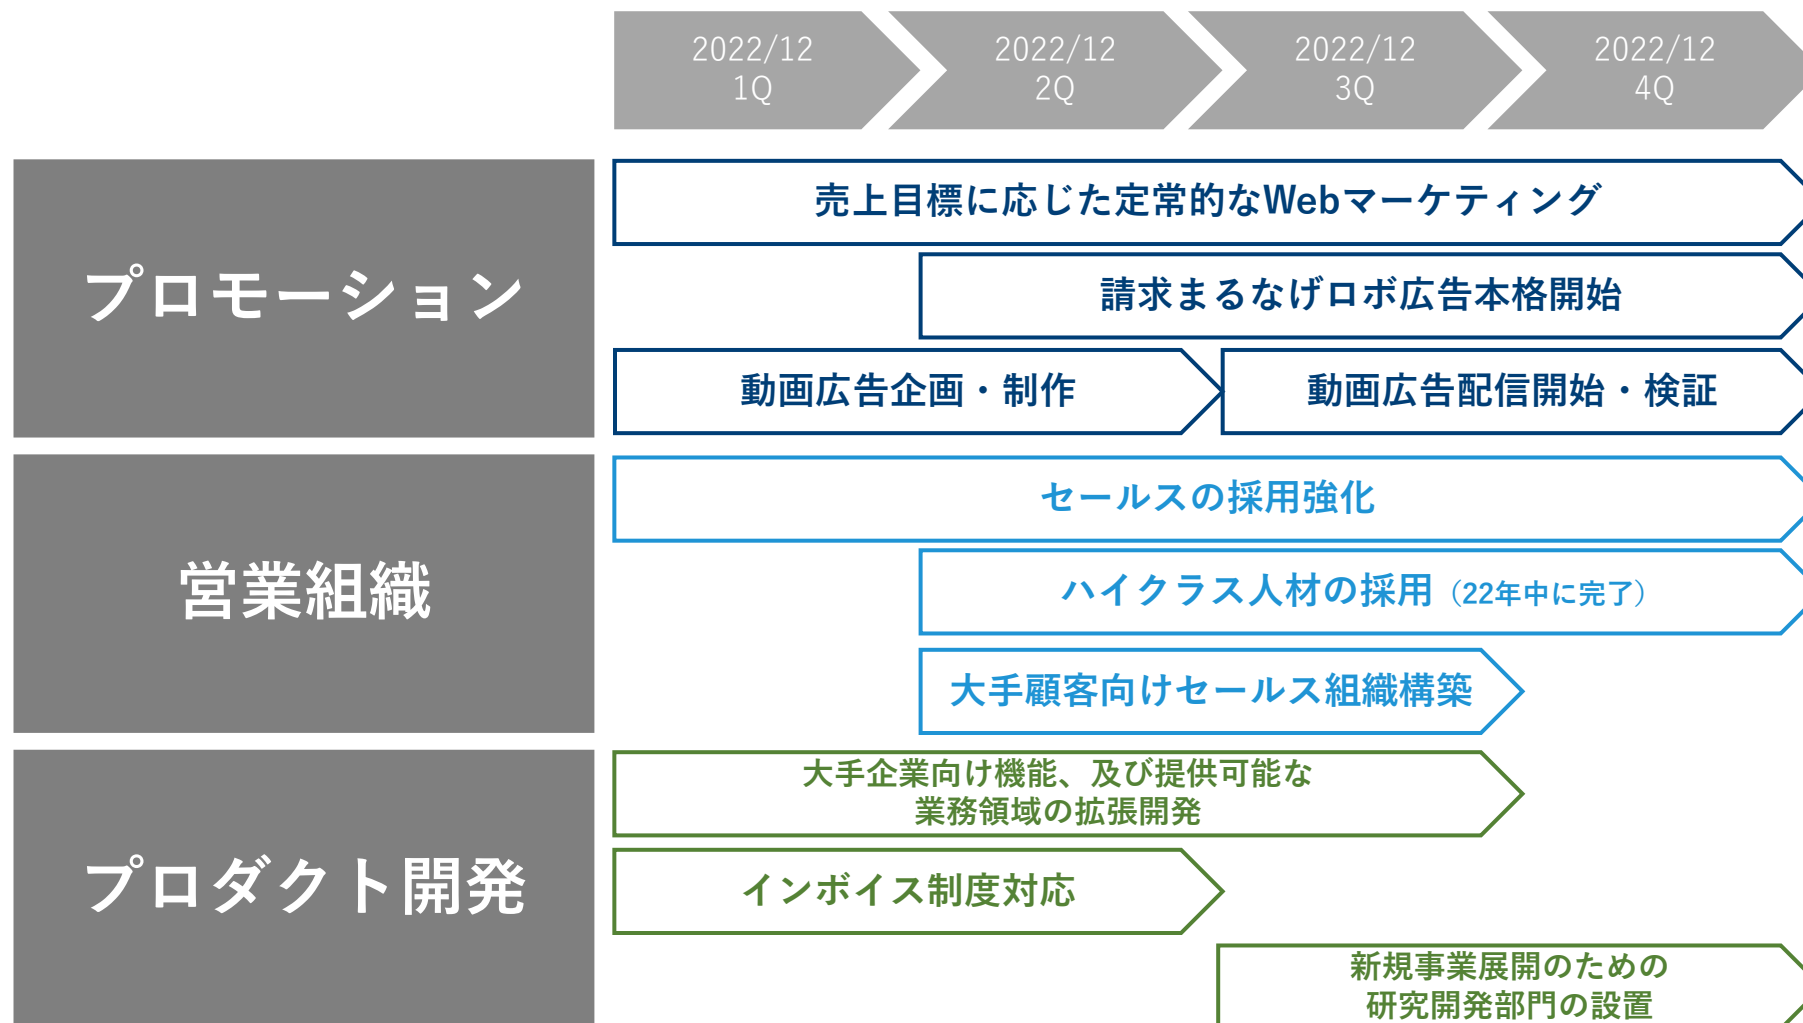 2022/12
1Q
2022/12
2Q
2022/12
3Q
2022/12
4Q
プロモーション
売上目標に応じた定常的なWebマーケティング
請求まるなげロボ広告本格開始
動画広告企画・制作
動画広告配信開始・検証
営業組織
セールスの採用強化
ハイクラス人材の採用（22年中に完了）
大手顧客向けセールス組織構築
プロダクト開発
大手企業向け機能、及び提供可能な
業務領域の拡張開発
インボイス制度対応
新規事業展開のための
研究開発部門の設置